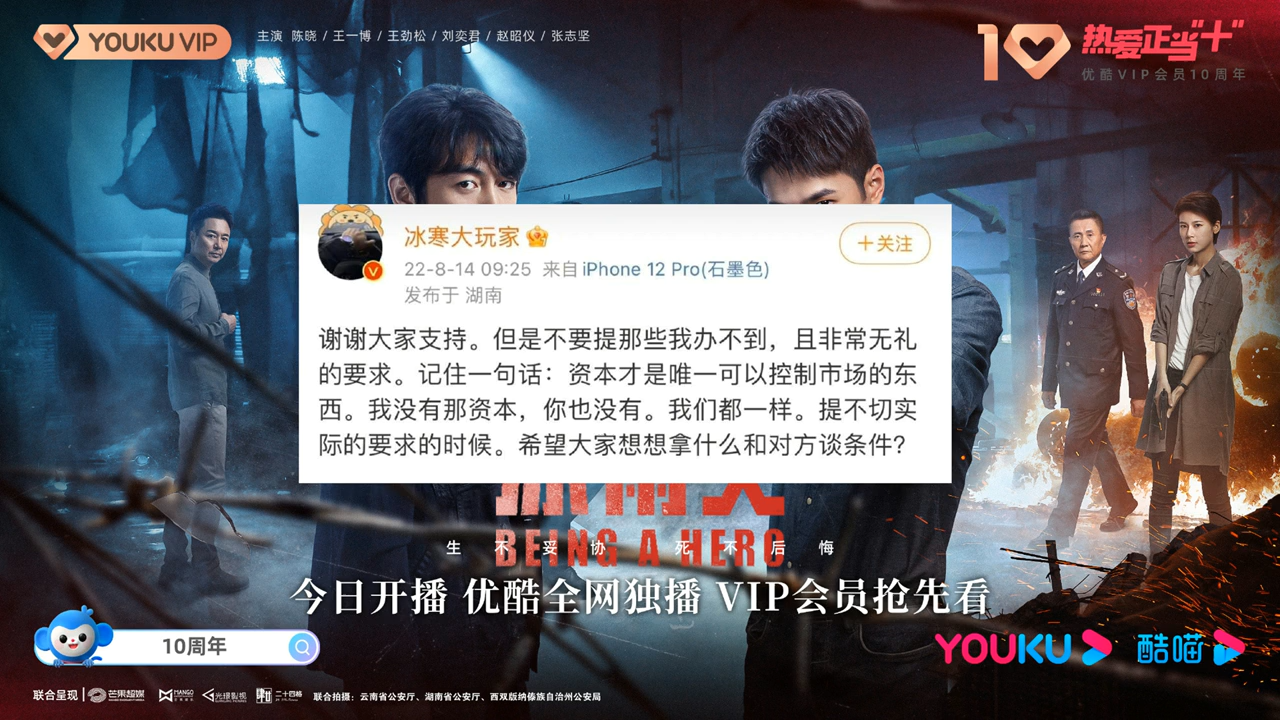 YOUKU VIP
主演 陈晓 / 王一博 / 王劲松 / 刘奕君 / 赵昭仪 / 张志坚
10
热爱正当"十"
优酷VIP会员10周年
冰寒大玩家
22-8-14 09:25 来自 iPhone 12 Pro(石墨色)
发布于 湖南
+关注
谢谢大家支持。但是不要提那些我办不到，且非常无礼
的要求。记住一句话：资本才是唯一可以控制市场的东
西。我没有那资本，你也没有。我们都一样。提不切实
际的要求的时候。希望大家想想拿什么和对方谈条件?
BEING A HERO
生不妥协 死不后悔
今日开播 优酷全网独播 VIP会员抢先看
10周年
YOUKU
酷喵
联合呈现
芒果超媒
MANGO
二十四格
联合拍摄：云南省公安厅、湖南省公安厅、西双版纳傣族自治州公安局